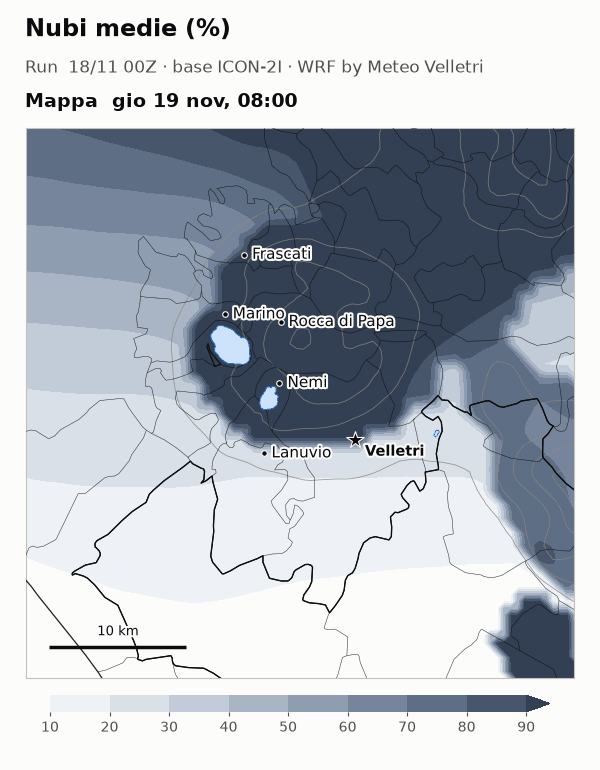 Nubi medie (%)
Run  18/11 00Z · base ICON-2I · WRF by Meteo Velletri
Mappa  gio 19 nov, 08:00
Frascati
Marino
Rocca di Papa
Nemi
Velletri
Lanuvio
10 km
10 20 30 40 50 60 70 80 90